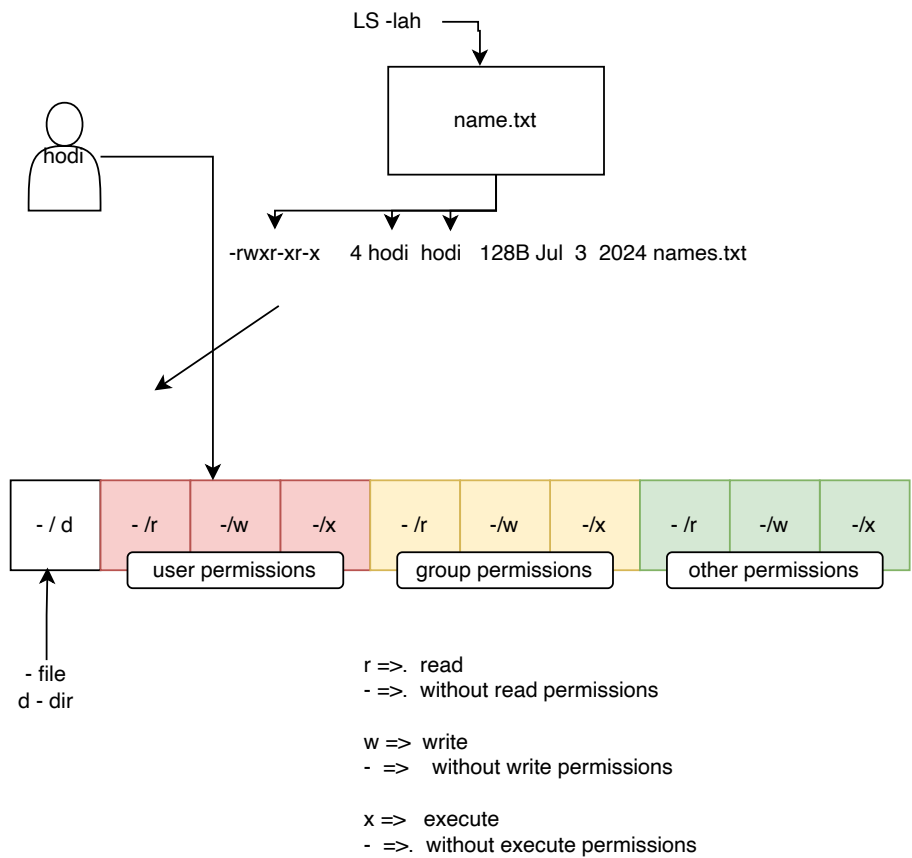 LS -lah
name.txt
hodi
-rwxr-xr-x 4 hodi hodi 128B Jul 3 2024 names.txt
- / d - /r -/w -/x - /r -/w -/x - /r -/w -/x
user permissions group permissions other permissions
- file
d - dir
r =>. read
- =>. without read permissions
w => write
- => without write permissions
x => execute
- =>. without execute permissions